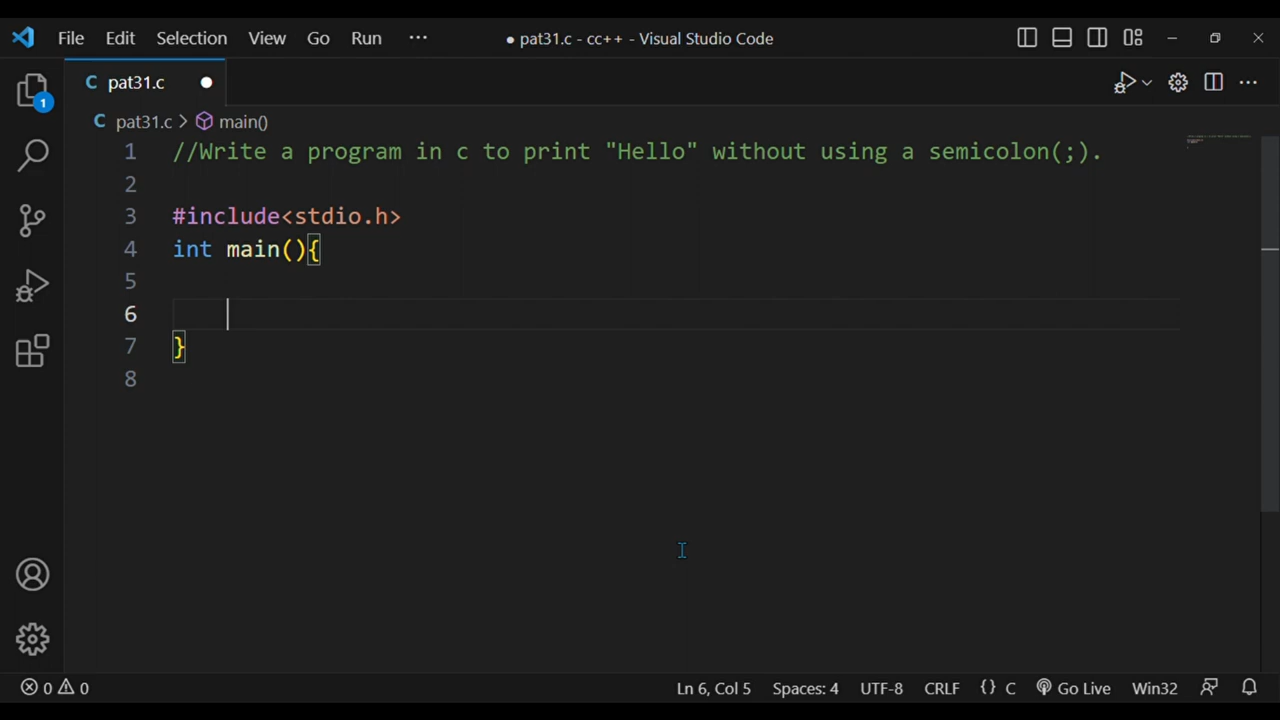 File Edit Selection View Go Run ··· ● pat31.c - cc++ - Visual Studio Code
C pat31.c ●
C pat31.c > main()
1 //Write a program in c to print "Hello" without using a semicolon(;).
2
3 #include<stdio.h>
4 int main(){
5
6
7 }
8
1
0 0 Ln 6, Col 5 Spaces: 4 UTF-8 CRLF {} C Go Live Win32